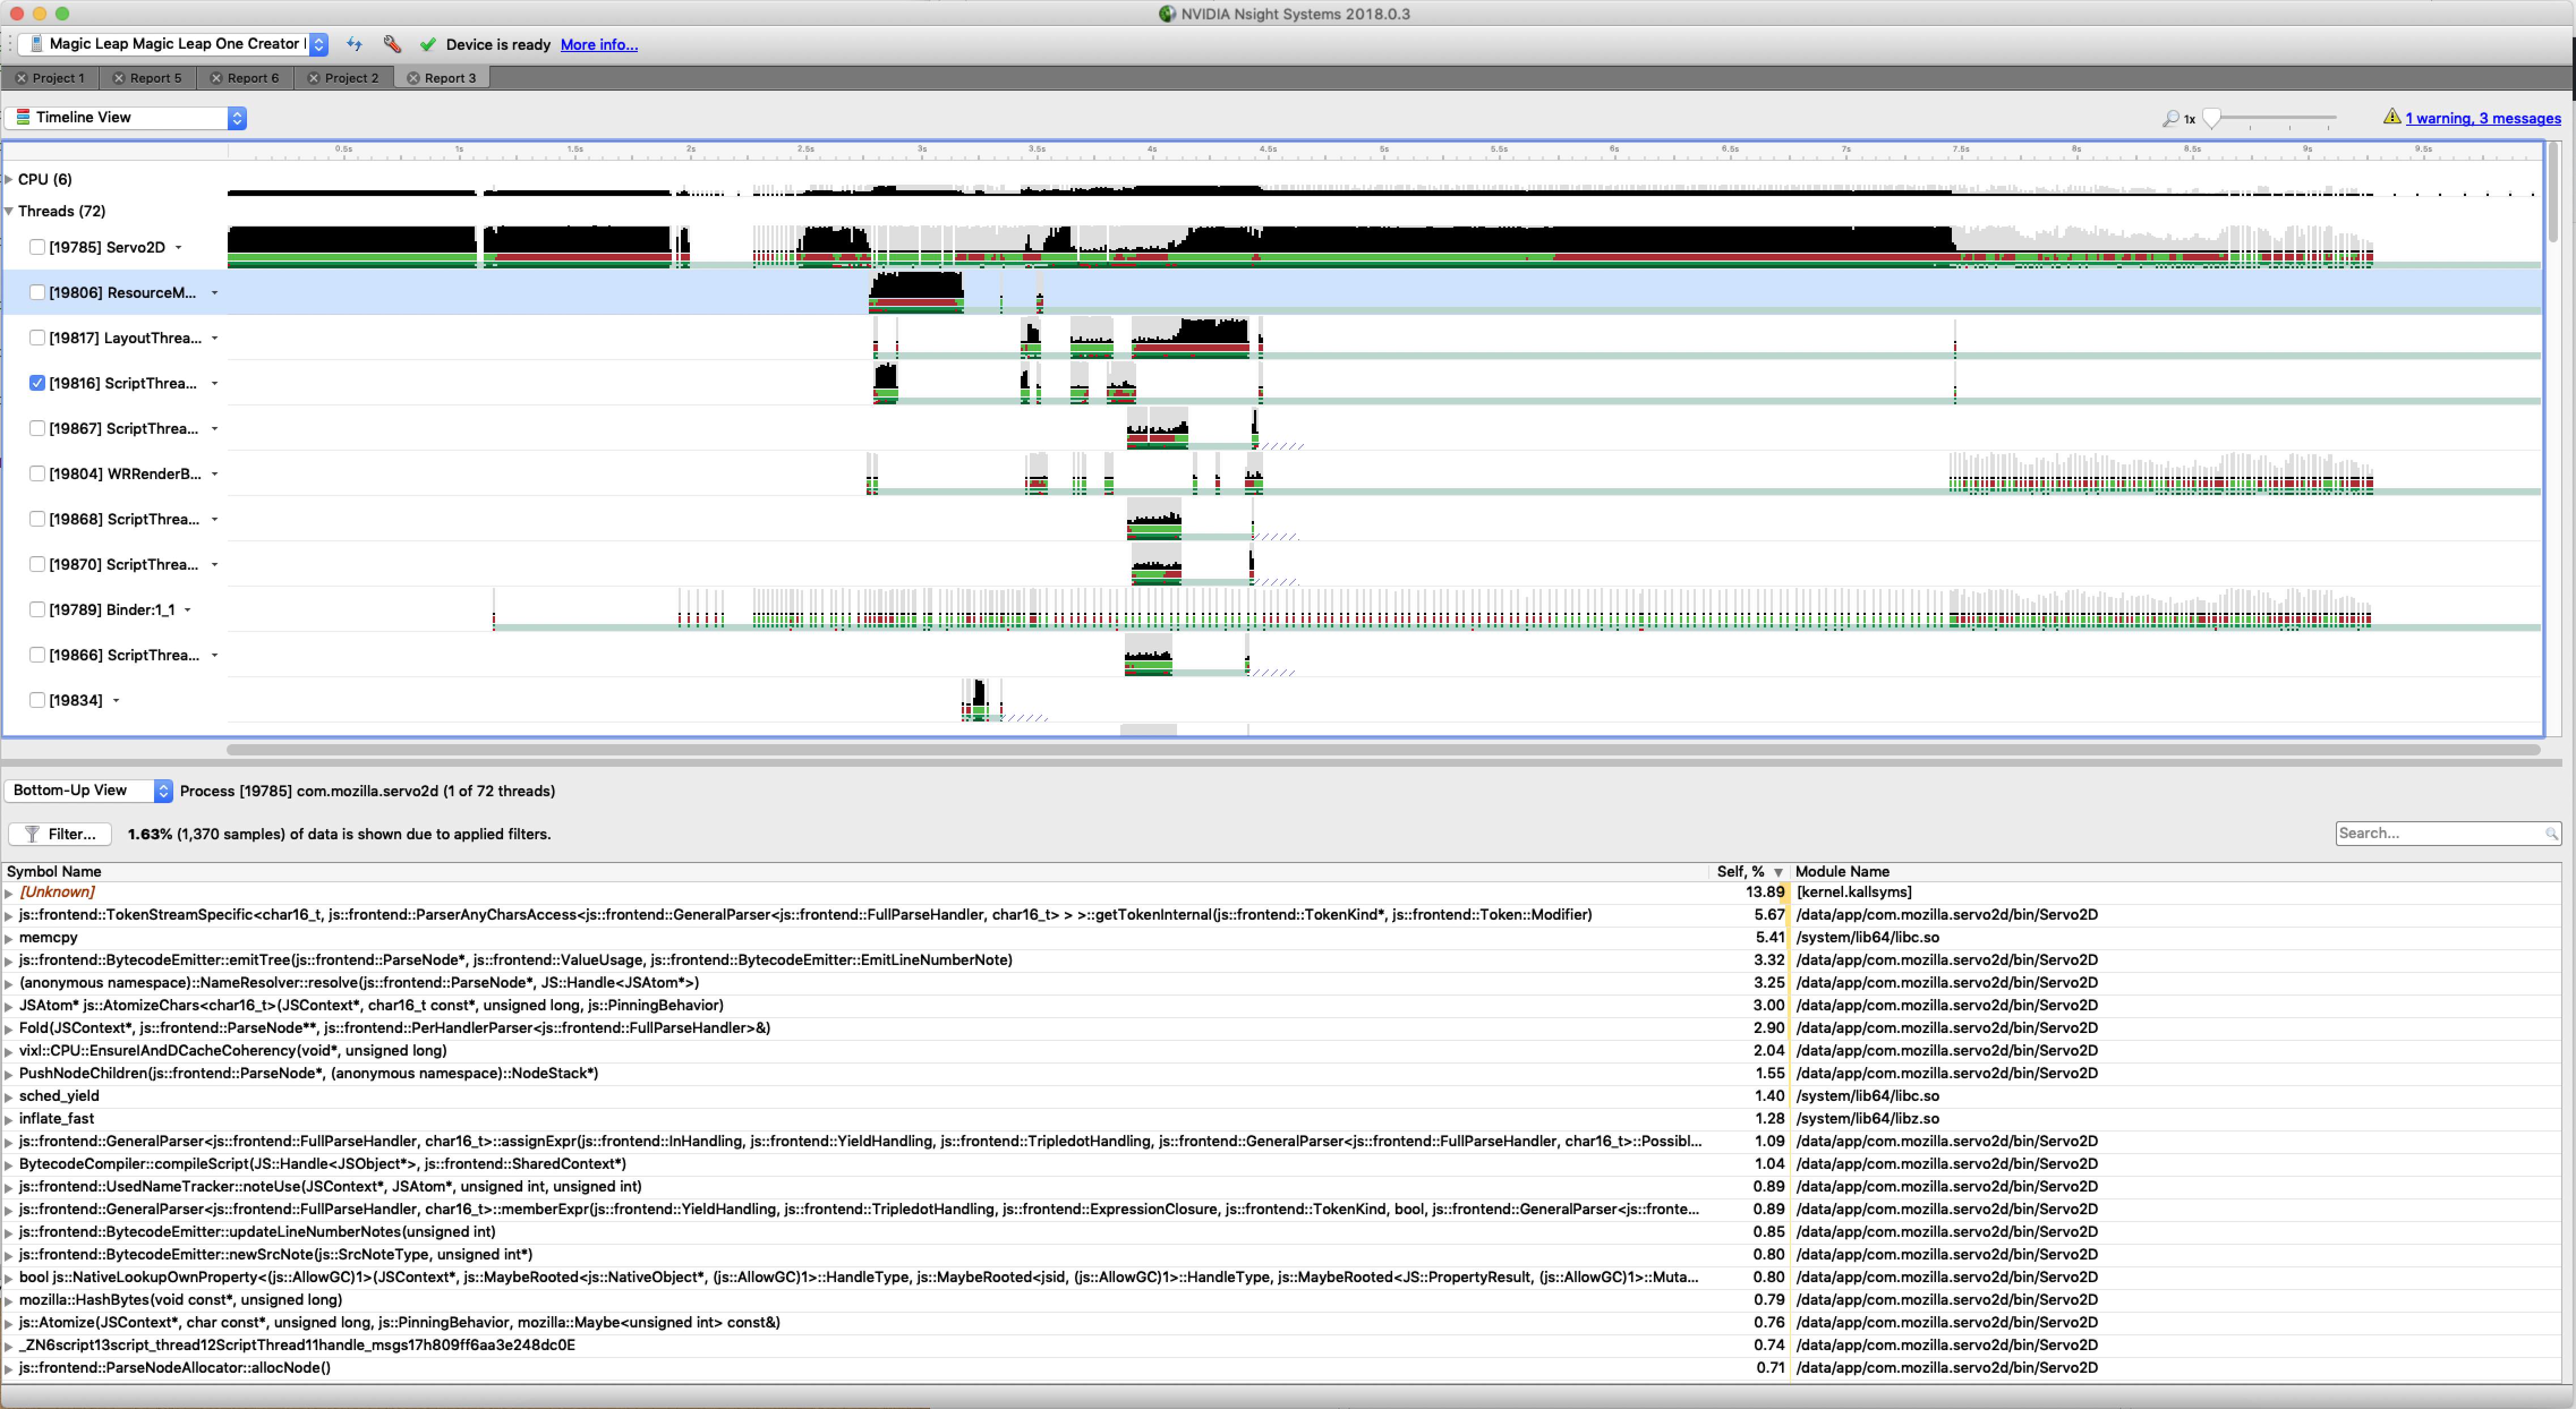 NVIDIA Nsight Systems 2018.0.3
Magic Leap Magic Leap One Creator Device is ready More info...
Project 1 Report 5 Report 6 Project 2 Report 3
Timeline View 1x 1 warning, 3 messages
0.5s 1s 1.5s 2s 2.5s 3s 3.5s 4s 4.5s 5s 5.5s 6s 6.5s 7s 7.5s 8s 8.5s 9s 9.5s
CPU (6)
Threads (72)
[19785] Servo2D
[19806] ResourceM...
[19817] LayoutThrea...
[19816] ScriptThrea...
[19867] ScriptThrea...
[19804] WRRenderB...
[19868] ScriptThrea...
[19870] ScriptThrea...
[19789] Binder:1_1
[19866] ScriptThrea...
[19834]
Bottom-Up View Process [19785] com.mozilla.servo2d (1 of 72 threads)
Filter... 1.63% (1,370 samples) of data is shown due to applied filters. Search...
Symbol Name Self, % Module Name
[Unknown] 13.89 [kernel.kallsyms]
js::frontend::TokenStreamSpecific<char16_t, js::frontend::ParserAnyCharsAccess<js::frontend::GeneralParser<js::frontend::FullParseHandler, char16_t> > >::getTokenInternal(js::frontend::TokenKind*, js::frontend::Token::Modifier) 5.67 /data/app/com.mozilla.servo2d/bin/Servo2D
memcpy 5.41 /system/lib64/libc.so
js::frontend::BytecodeEmitter::emitTree(js::frontend::ParseNode*, js::frontend::ValueUsage, js::frontend::BytecodeEmitter::EmitLineNumberNote) 3.32 /data/app/com.mozilla.servo2d/bin/Servo2D
(anonymous namespace)::NameResolver::resolve(js::frontend::ParseNode*, JS::Handle<JSAtom*>) 3.25 /data/app/com.mozilla.servo2d/bin/Servo2D
JSAtom* js::AtomizeChars<char16_t>(JSContext*, char16_t const*, unsigned long, js::PinningBehavior) 3.00 /data/app/com.mozilla.servo2d/bin/Servo2D
Fold(JSContext*, js::frontend::ParseNode**, js::frontend::PerHandlerParser<js::frontend::FullParseHandler>&) 2.90 /data/app/com.mozilla.servo2d/bin/Servo2D
vixl::CPU::EnsureIAndDCacheCoherency(void*, unsigned long) 2.04 /data/app/com.mozilla.servo2d/bin/Servo2D
PushNodeChildren(js::frontend::ParseNode*, (anonymous namespace)::NodeStack*) 1.55 /data/app/com.mozilla.servo2d/bin/Servo2D
sched_yield 1.40 /system/lib64/libc.so
inflate_fast 1.28 /system/lib64/libz.so
js::frontend::GeneralParser<js::frontend::FullParseHandler, char16_t>::assignExpr(js::frontend::InHandling, js::frontend::YieldHandling, js::frontend::TripledotHandling, js::frontend::GeneralParser<js::frontend::FullParseHandler, char16_t>::Possibl... 1.09 /data/app/com.mozilla.servo2d/bin/Servo2D
BytecodeCompiler::compileScript(JS::Handle<JSObject*>, js::frontend::SharedContext*) 1.04 /data/app/com.mozilla.servo2d/bin/Servo2D
js::frontend::UsedNameTracker::noteUse(JSContext*, JSAtom*, unsigned int, unsigned int) 0.89 /data/app/com.mozilla.servo2d/bin/Servo2D
js::frontend::GeneralParser<js::frontend::FullParseHandler, char16_t>::memberExpr(js::frontend::YieldHandling, js::frontend::TripledotHandling, js::frontend::ExpressionClosure, js::frontend::TokenKind, bool, js::frontend::GeneralParser<js::fronte... 0.89 /data/app/com.mozilla.servo2d/bin/Servo2D
js::frontend::BytecodeEmitter::updateLineNumberNotes(unsigned int) 0.85 /data/app/com.mozilla.servo2d/bin/Servo2D
js::frontend::BytecodeEmitter::newSrcNote(js::SrcNoteType, unsigned int*) 0.80 /data/app/com.mozilla.servo2d/bin/Servo2D
bool js::NativeLookupOwnProperty<(js::AllowGC)1>(JSContext*, js::MaybeRooted<js::NativeObject*, (js::AllowGC)1>::HandleType, js::MaybeRooted<jsid, (js::AllowGC)1>::HandleType, js::MaybeRooted<JS::PropertyResult, (js::AllowGC)1>::Muta... 0.80 /data/app/com.mozilla.servo2d/bin/Servo2D
mozilla::HashBytes(void const*, unsigned long) 0.79 /data/app/com.mozilla.servo2d/bin/Servo2D
js::Atomize(JSContext*, char const*, unsigned long, js::PinningBehavior, mozilla::Maybe<unsigned int> const&) 0.76 /data/app/com.mozilla.servo2d/bin/Servo2D
_ZN6script13script_thread12ScriptThread11handle_msgs17h809ff6aa3e248dc0E 0.74 /data/app/com.mozilla.servo2d/bin/Servo2D
js::frontend::ParseNodeAllocator::allocNode() 0.71 /data/app/com.mozilla.servo2d/bin/Servo2D